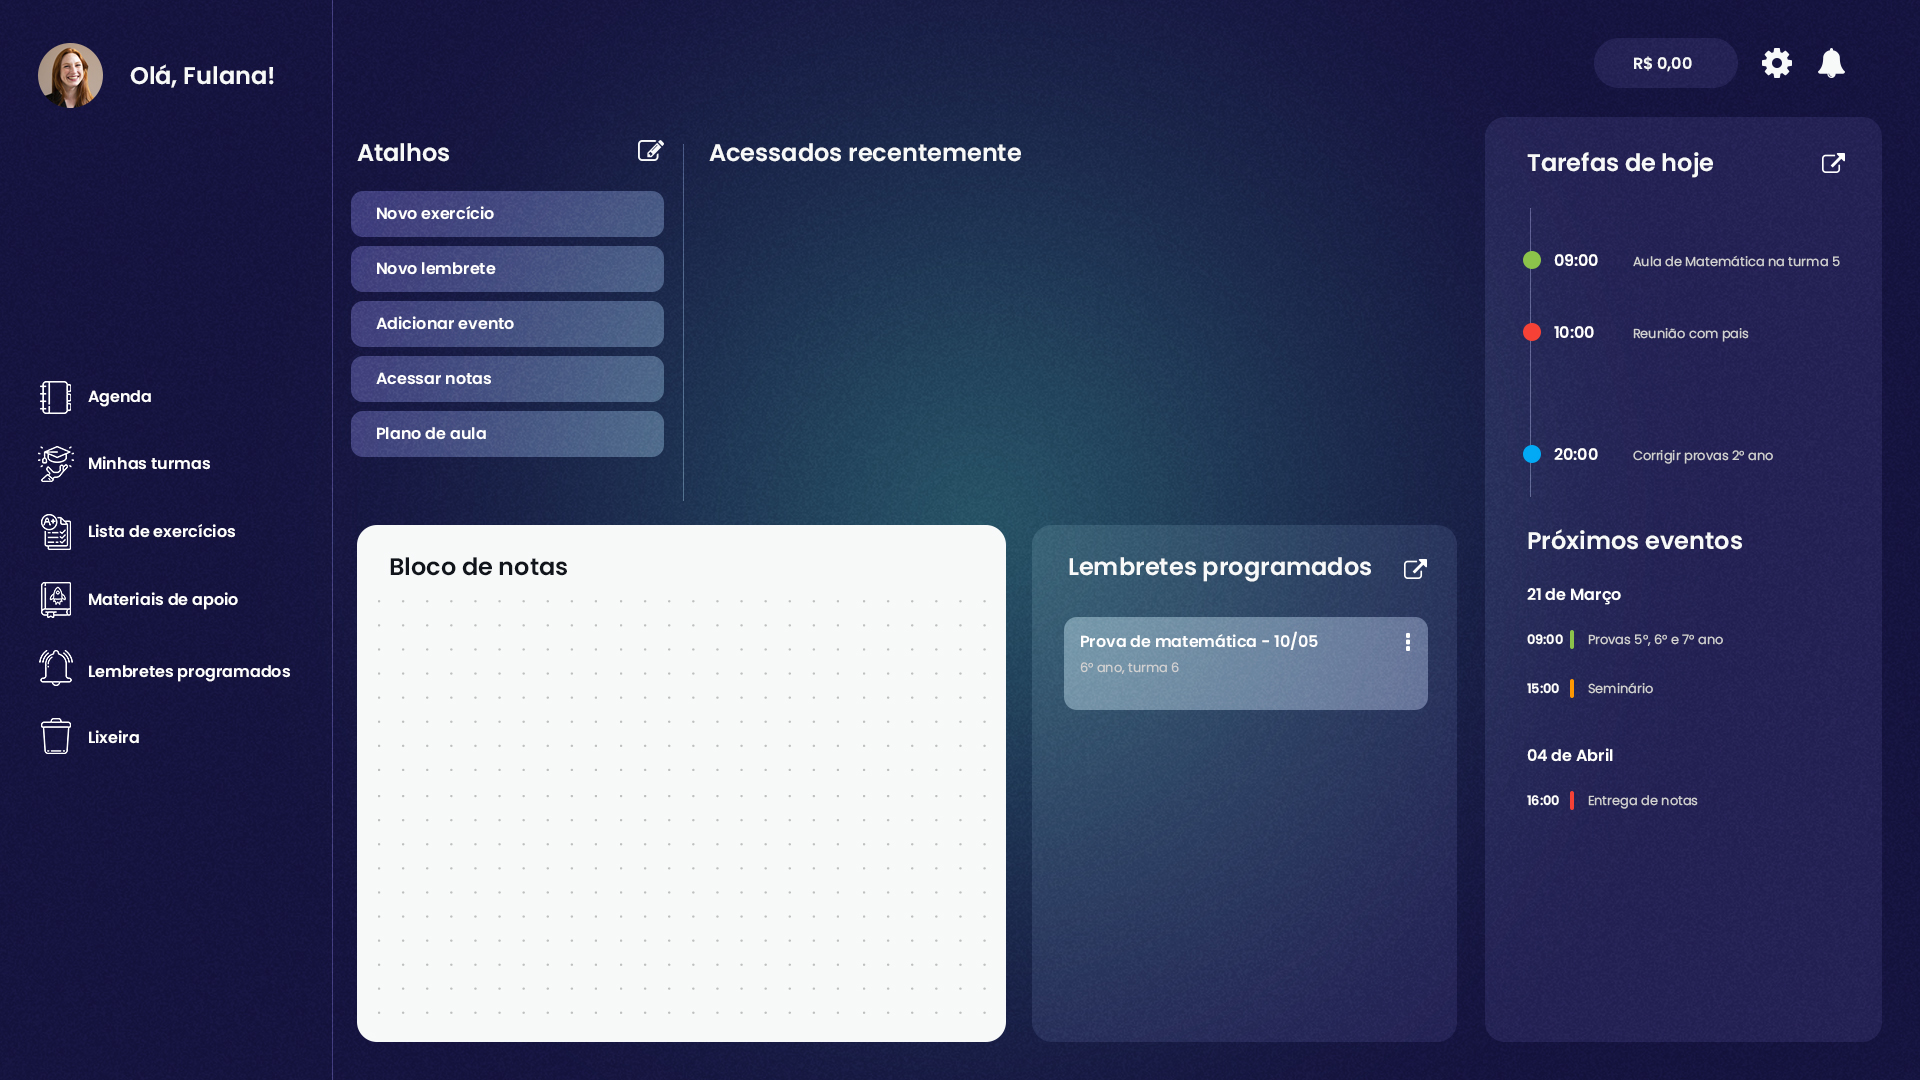 Olá, Fulana!
R$ 0,00
Agenda
Minhas turmas
A+
Lista de exercícios
Materiais de apoio
Lembretes programados
Lixeira
Atalhos
Novo exercício
Novo lembrete
Adicionar evento
Acessar notas
Plano de aula
Acessados recentemente
Bloco de notas
Lembretes programados
Prova de matemática - 10/05
6º ano, turma 6
Tarefas de hoje
09:00 Aula de Matemática na turma 5
10:00 Reunião com pais
20:00 Corrigir provas 2º ano
Próximos eventos
21 de Março
09:00 Provas 5º, 6º e 7º ano
15:00 Seminário
04 de Abril
16:00 Entrega de notas